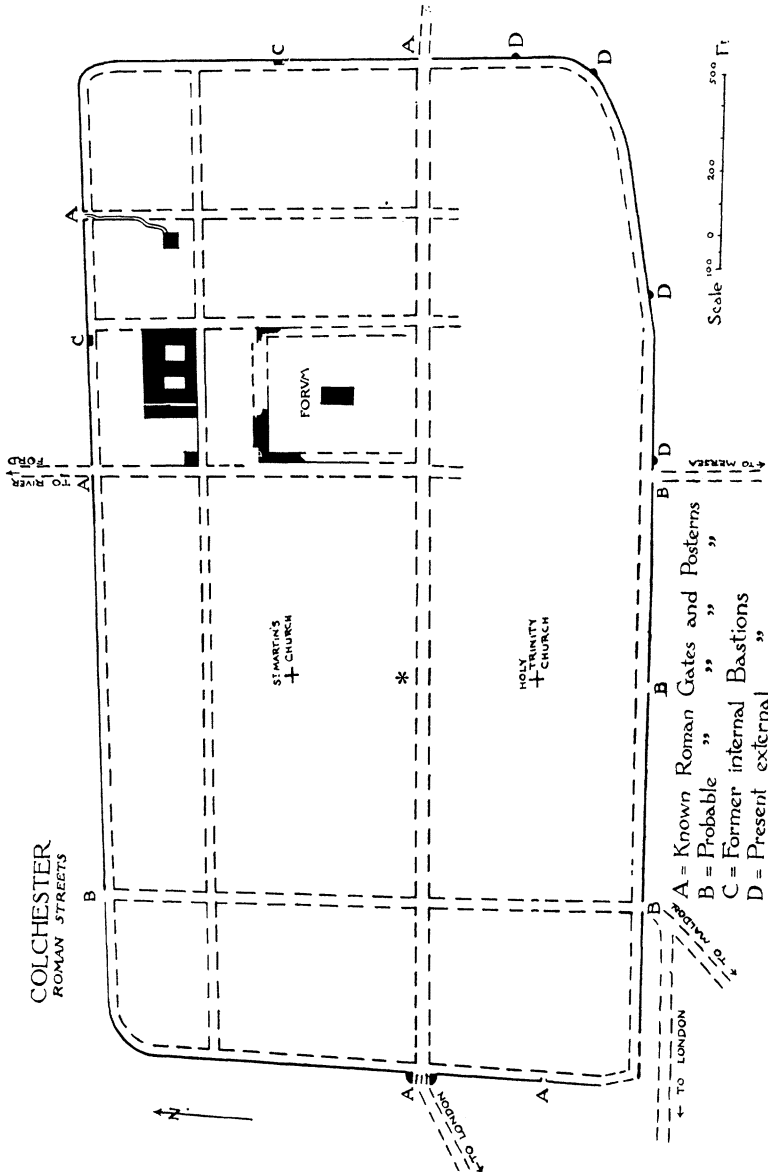 COLCHESTER
ROMAN STREETS
N
TO RIVER
FORD
A
A
A
A
A
A
B
B
B
B
C
C
D
D
D
D
FORVM
ST MARTIN'S
CHURCH
*
HOLY
TRINITY
CHURCH
← TO LONDON
← TO LONDON
TO MALDON
TO MERSEA
A = Known Roman Gates and Posterns
B = Probable " " " "
C = Former internal Bastions
D = Present external "
Scale 100 0 200 500 Ft